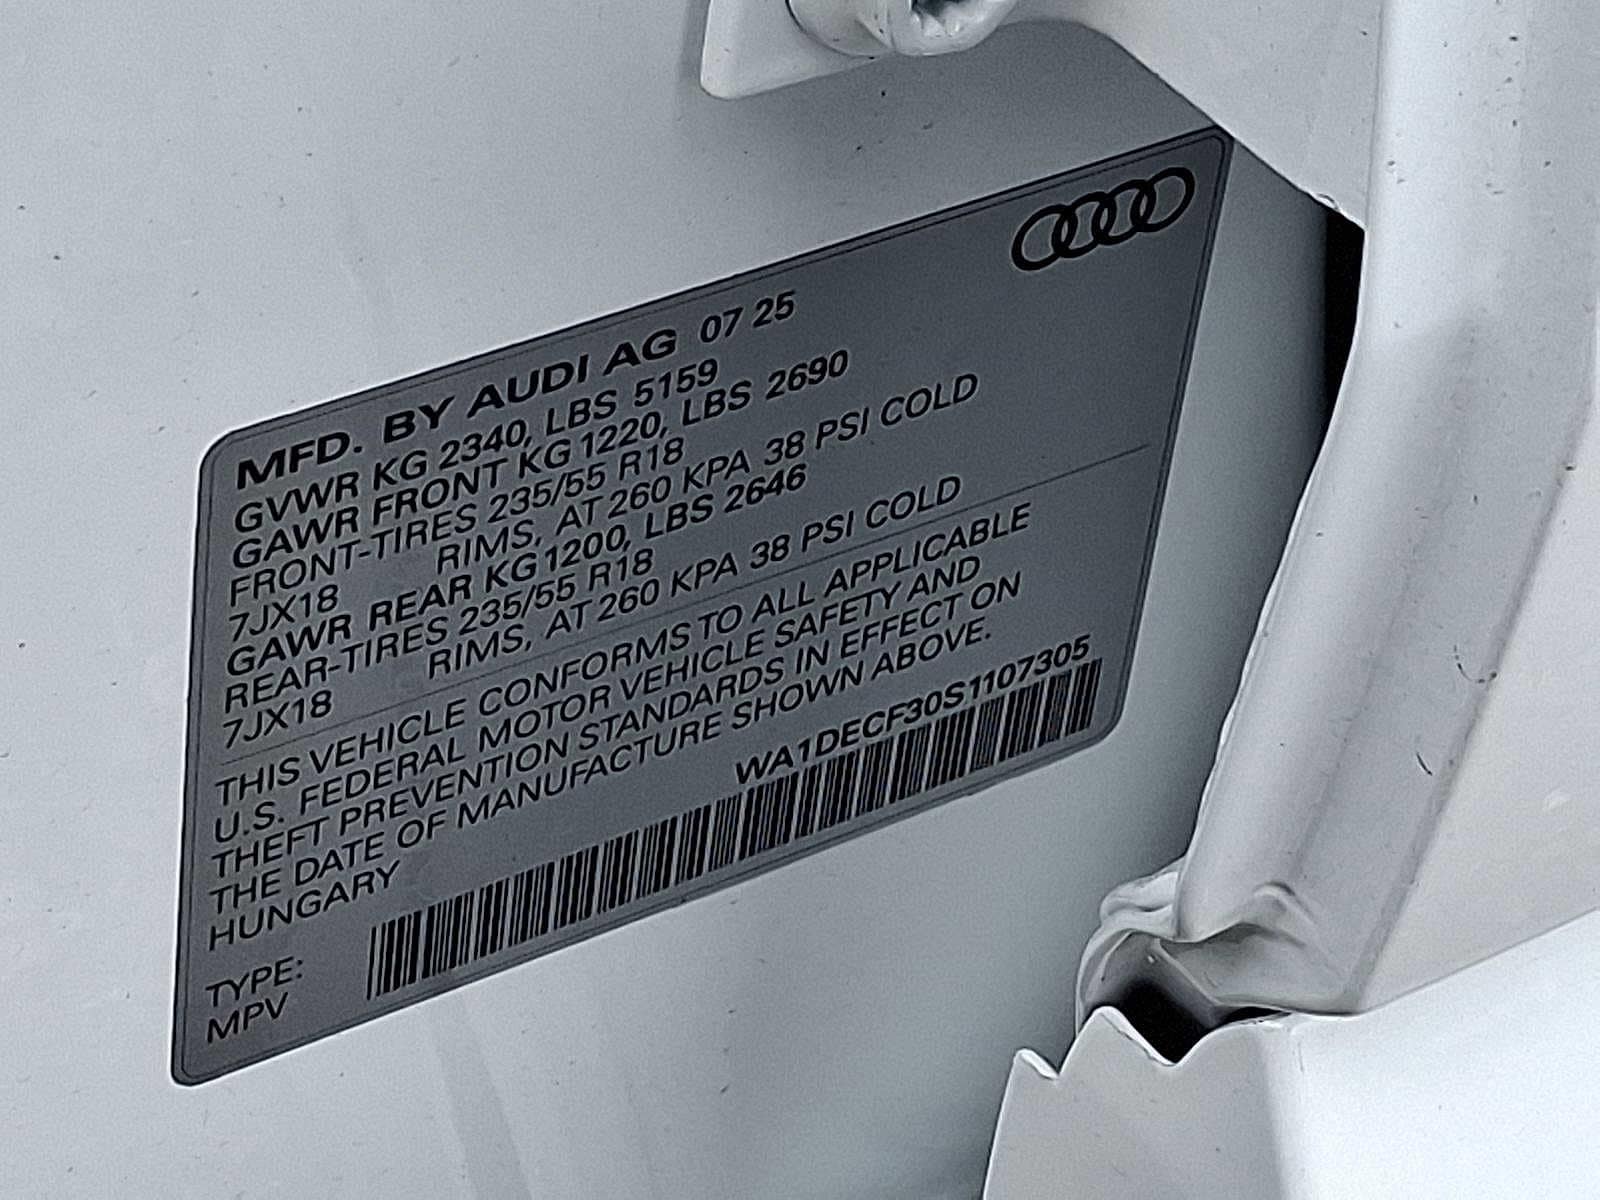 MFD. BY AUDI AG 07 25
GVWR KG 2340, LBS 5159
GAWR FRONT KG 1220, LBS 2690
FRONT-TIRES 235/55 R18
7JX18 RIMS, AT 260 KPA 38 PSI COLD
GAWR REAR KG 1200, LBS 2646
REAR-TIRES 235/55 R18
7JX18 RIMS, AT 260 KPA 38 PSI COLD
THIS VEHICLE CONFORMS TO ALL APPLICABLE
U.S. FEDERAL MOTOR VEHICLE SAFETY AND
THEFT PREVENTION STANDARDS IN EFFECT ON
THE DATE OF MANUFACTURE SHOWN ABOVE.
HUNGARY
WA1DECF30S1107305
TYPE:
MPV